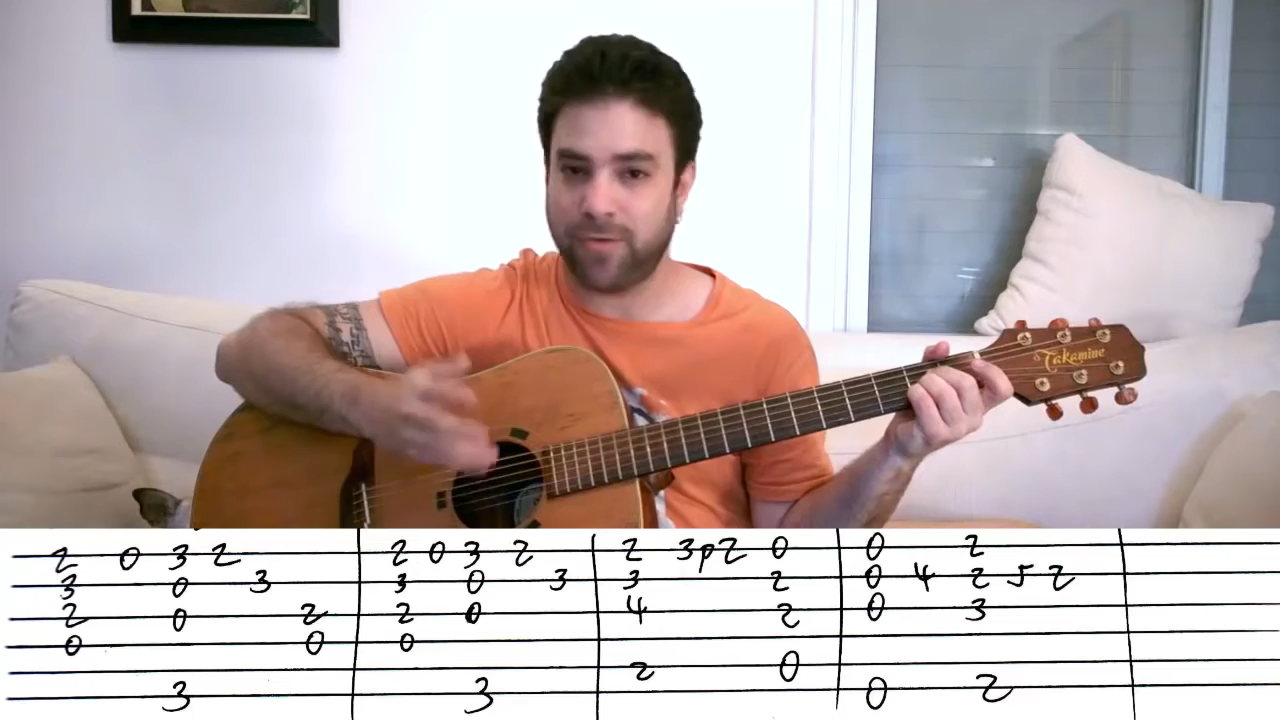 Takamine
2 0 3 2 2 0 3 2 2 3p2 0 0 2
3 0 3 3 0 3 3 2 0 4 2 5 2
2 0 2 2 0 4 2 0 3
0 0 0
2 0
3 3 0 2